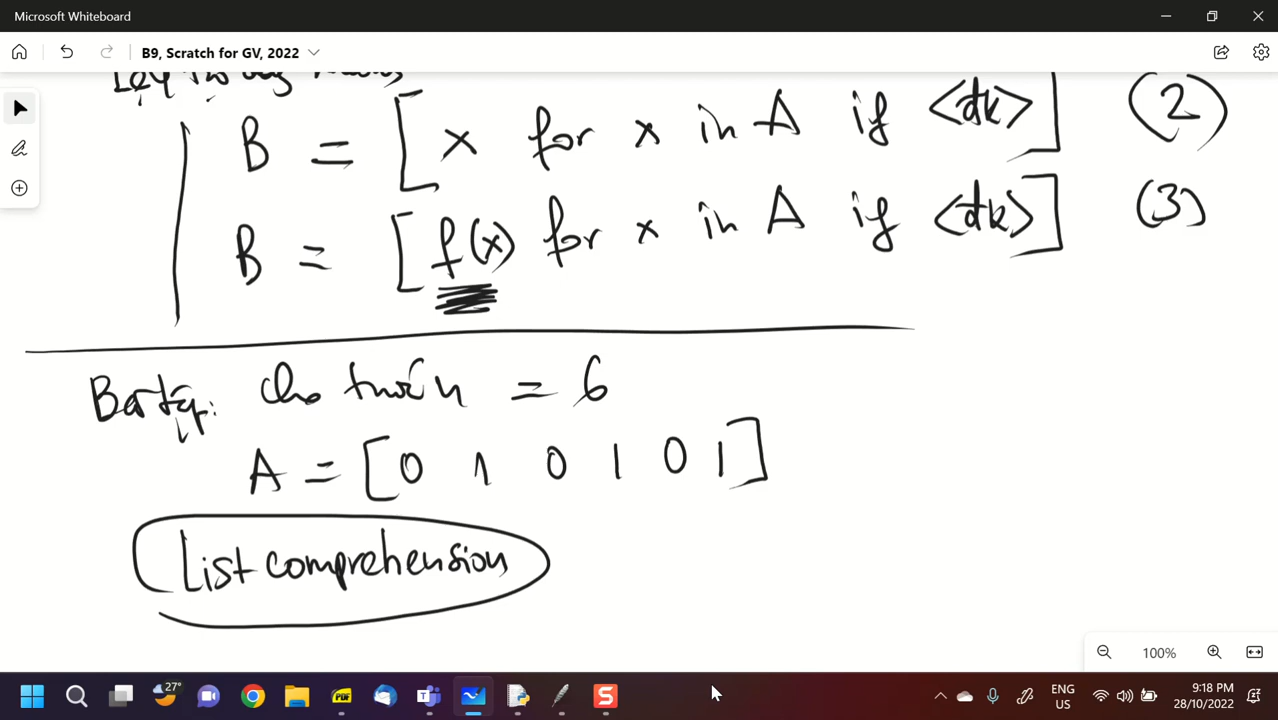 Microsoft Whiteboard
B9, Scratch for GV, 2022
B = [ x for x in A if <đk> ] (2)
B = [ f(x) for x in A if <đk> ] (3)
Bài tập: cho trước n = 6
A = [ 0 1 0 1 0 1 ]
List comprehension
100%
27°
PDF
S
ENG
US
9:18 PM
28/10/2022